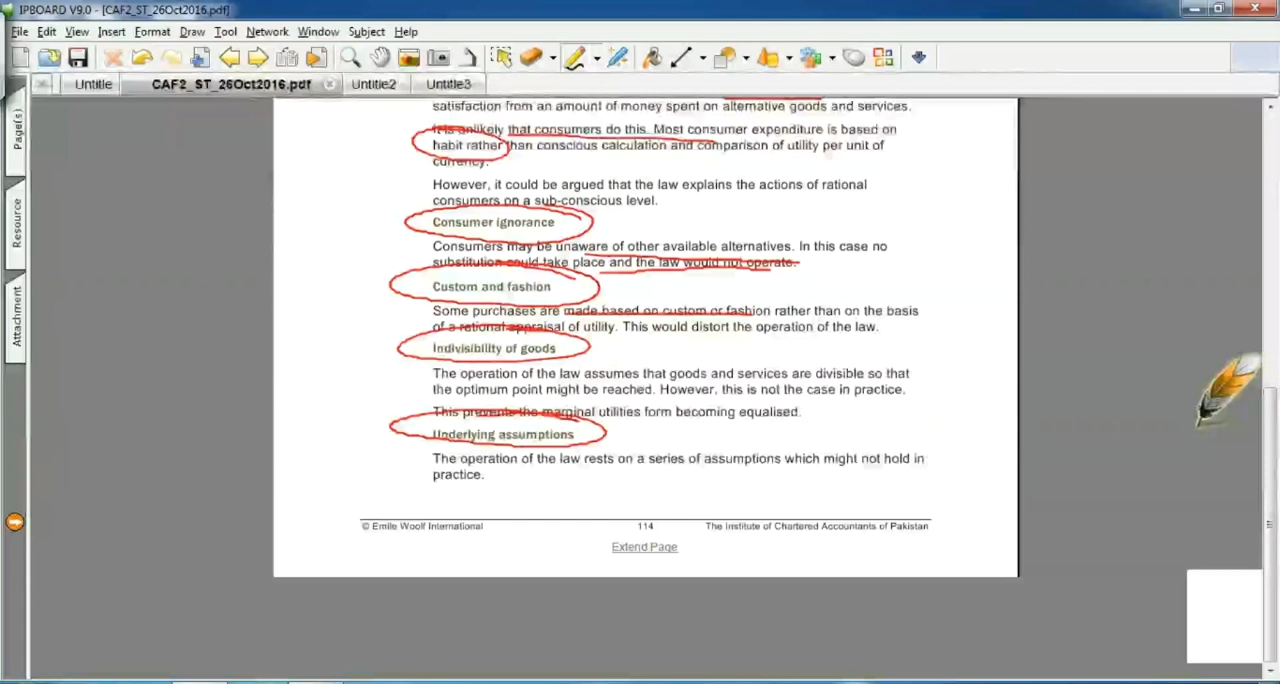 IPBOARD V9.0 - [CAF2_ST_26Oct2016.pdf]
File Edit View Insert Format Draw Tool Network Window Subject Help
Untitle CAF2_ST_26Oct2016.pdf Untitle2 Untitle3
Page(s)
Resource
Attachment
satisfaction from an amount of money spent on alternative goods and services.
It is unlikely that consumers do this. Most consumer expenditure is based on
habit rather than conscious calculation and comparison of utility per unit of
currency.
However, it could be argued that the law explains the actions of rational
consumers on a sub-conscious level.
Consumer ignorance
Consumers may be unaware of other available alternatives. In this case no
substitution could take place and the law would not operate.
Custom and fashion
Some purchases are made based on custom or fashion rather than on the basis
of a rational appraisal of utility. This would distort the operation of the law.
Indivisibility of goods
The operation of the law assumes that goods and services are divisible so that
the optimum point might be reached. However, this is not the case in practice.
This prevents the marginal utilities form becoming equalised.
Underlying assumptions
The operation of the law rests on a series of assumptions which might not hold in
practice.
© Emile Woolf International 114 The Institute of Chartered Accountants of Pakistan
Extend Page